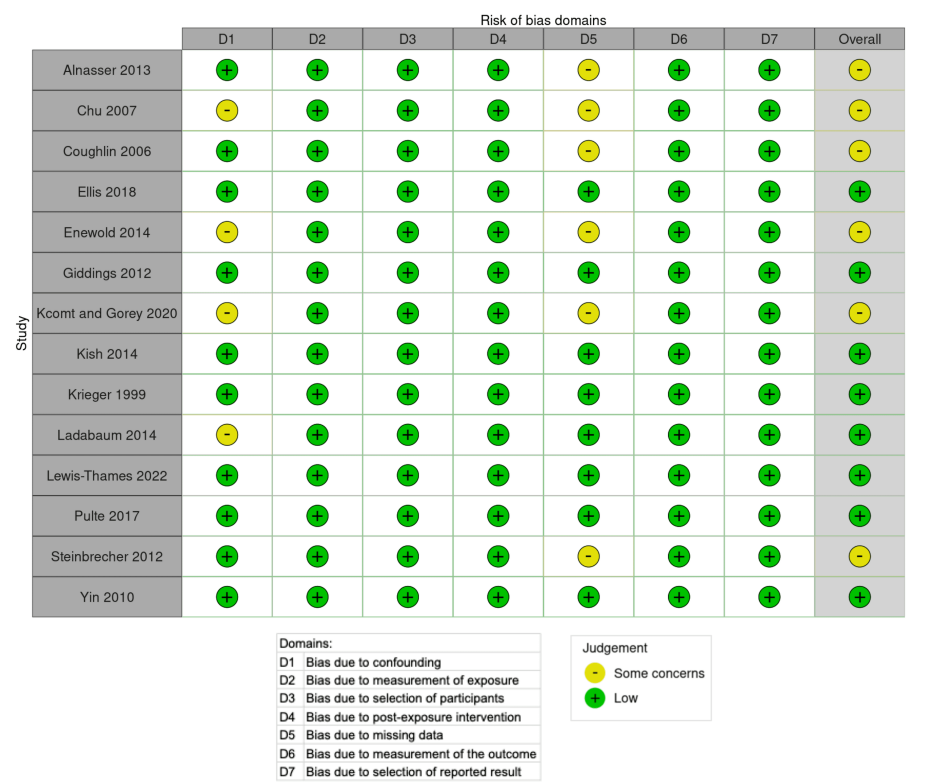 Risk of bias domains
D1 D2 D3 D4 D5 D6 D7 Overall
Study
Alnasser 2013 + + + + - + + -
Chu 2007 - + + + - + + -
Coughlin 2006 + + + + - + + -
Ellis 2018 + + + + + + + +
Enewold 2014 - + + + - + + -
Giddings 2012 + + + + + + + +
Kcomt and Gorey 2020 - + + + - + + -
Kish 2014 + + + + + + + +
Krieger 1999 + + + + + + + +
Ladabaum 2014 - + + + + + + +
Lewis-Thames 2022 + + + + + + + +
Pulte 2017 + + + + + + + +
Steinbrecher 2012 + + + + - + + -
Yin 2010 + + + + + + + +
Domains:
D1 Bias due to confounding
D2 Bias due to measurement of exposure
D3 Bias due to selection of participants
D4 Bias due to post-exposure intervention
D5 Bias due to missing data
D6 Bias due to measurement of the outcome
D7 Bias due to selection of reported result
Judgement
- Some concerns
+ Low